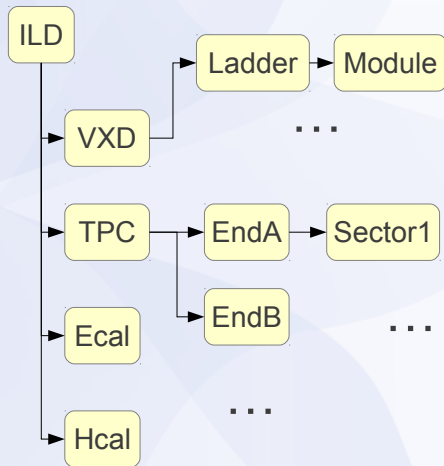 ILD
Ladder
Module
...
VXD
TPC
EndA
Sector1
EndB
...
Ecal
...
Hcal